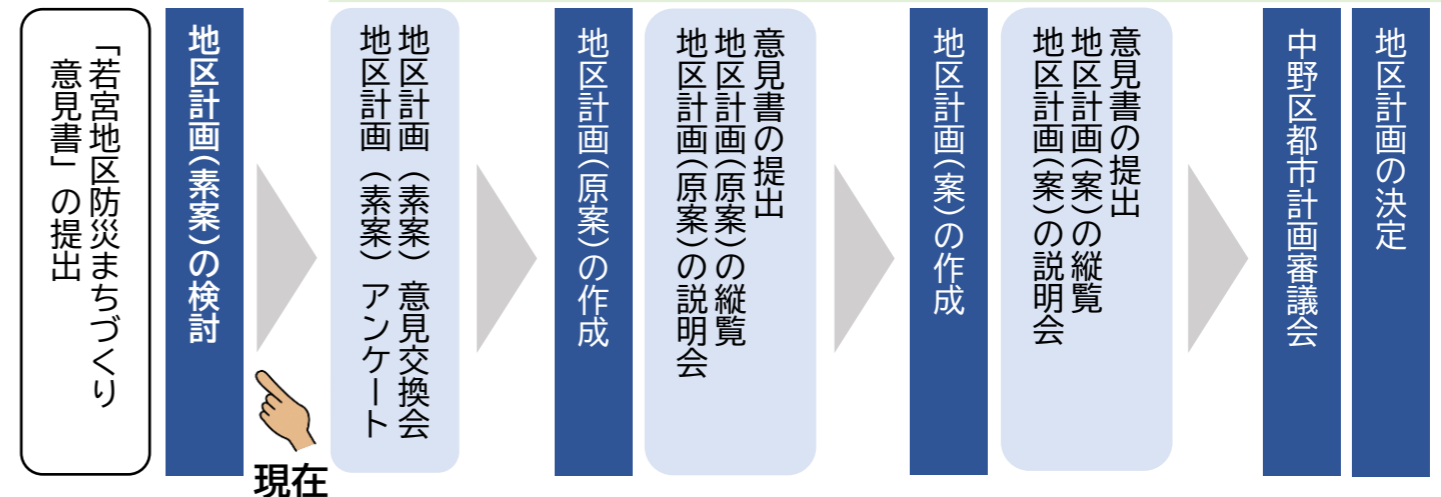 「若宮地区防災まちづくり
意見書」の提出
地区計画（素案）の検討
現在
地区計画（素案）意見交換会
地区計画（素案）アンケート
地区計画（原案）の作成
意見書の提出
地区計画（原案）の縦覧
地区計画（原案）の説明会
地区計画（案）の作成
意見書の提出
地区計画（案）の縦覧
地区計画（案）の説明会
中野区都市計画審議会
地区計画の決定